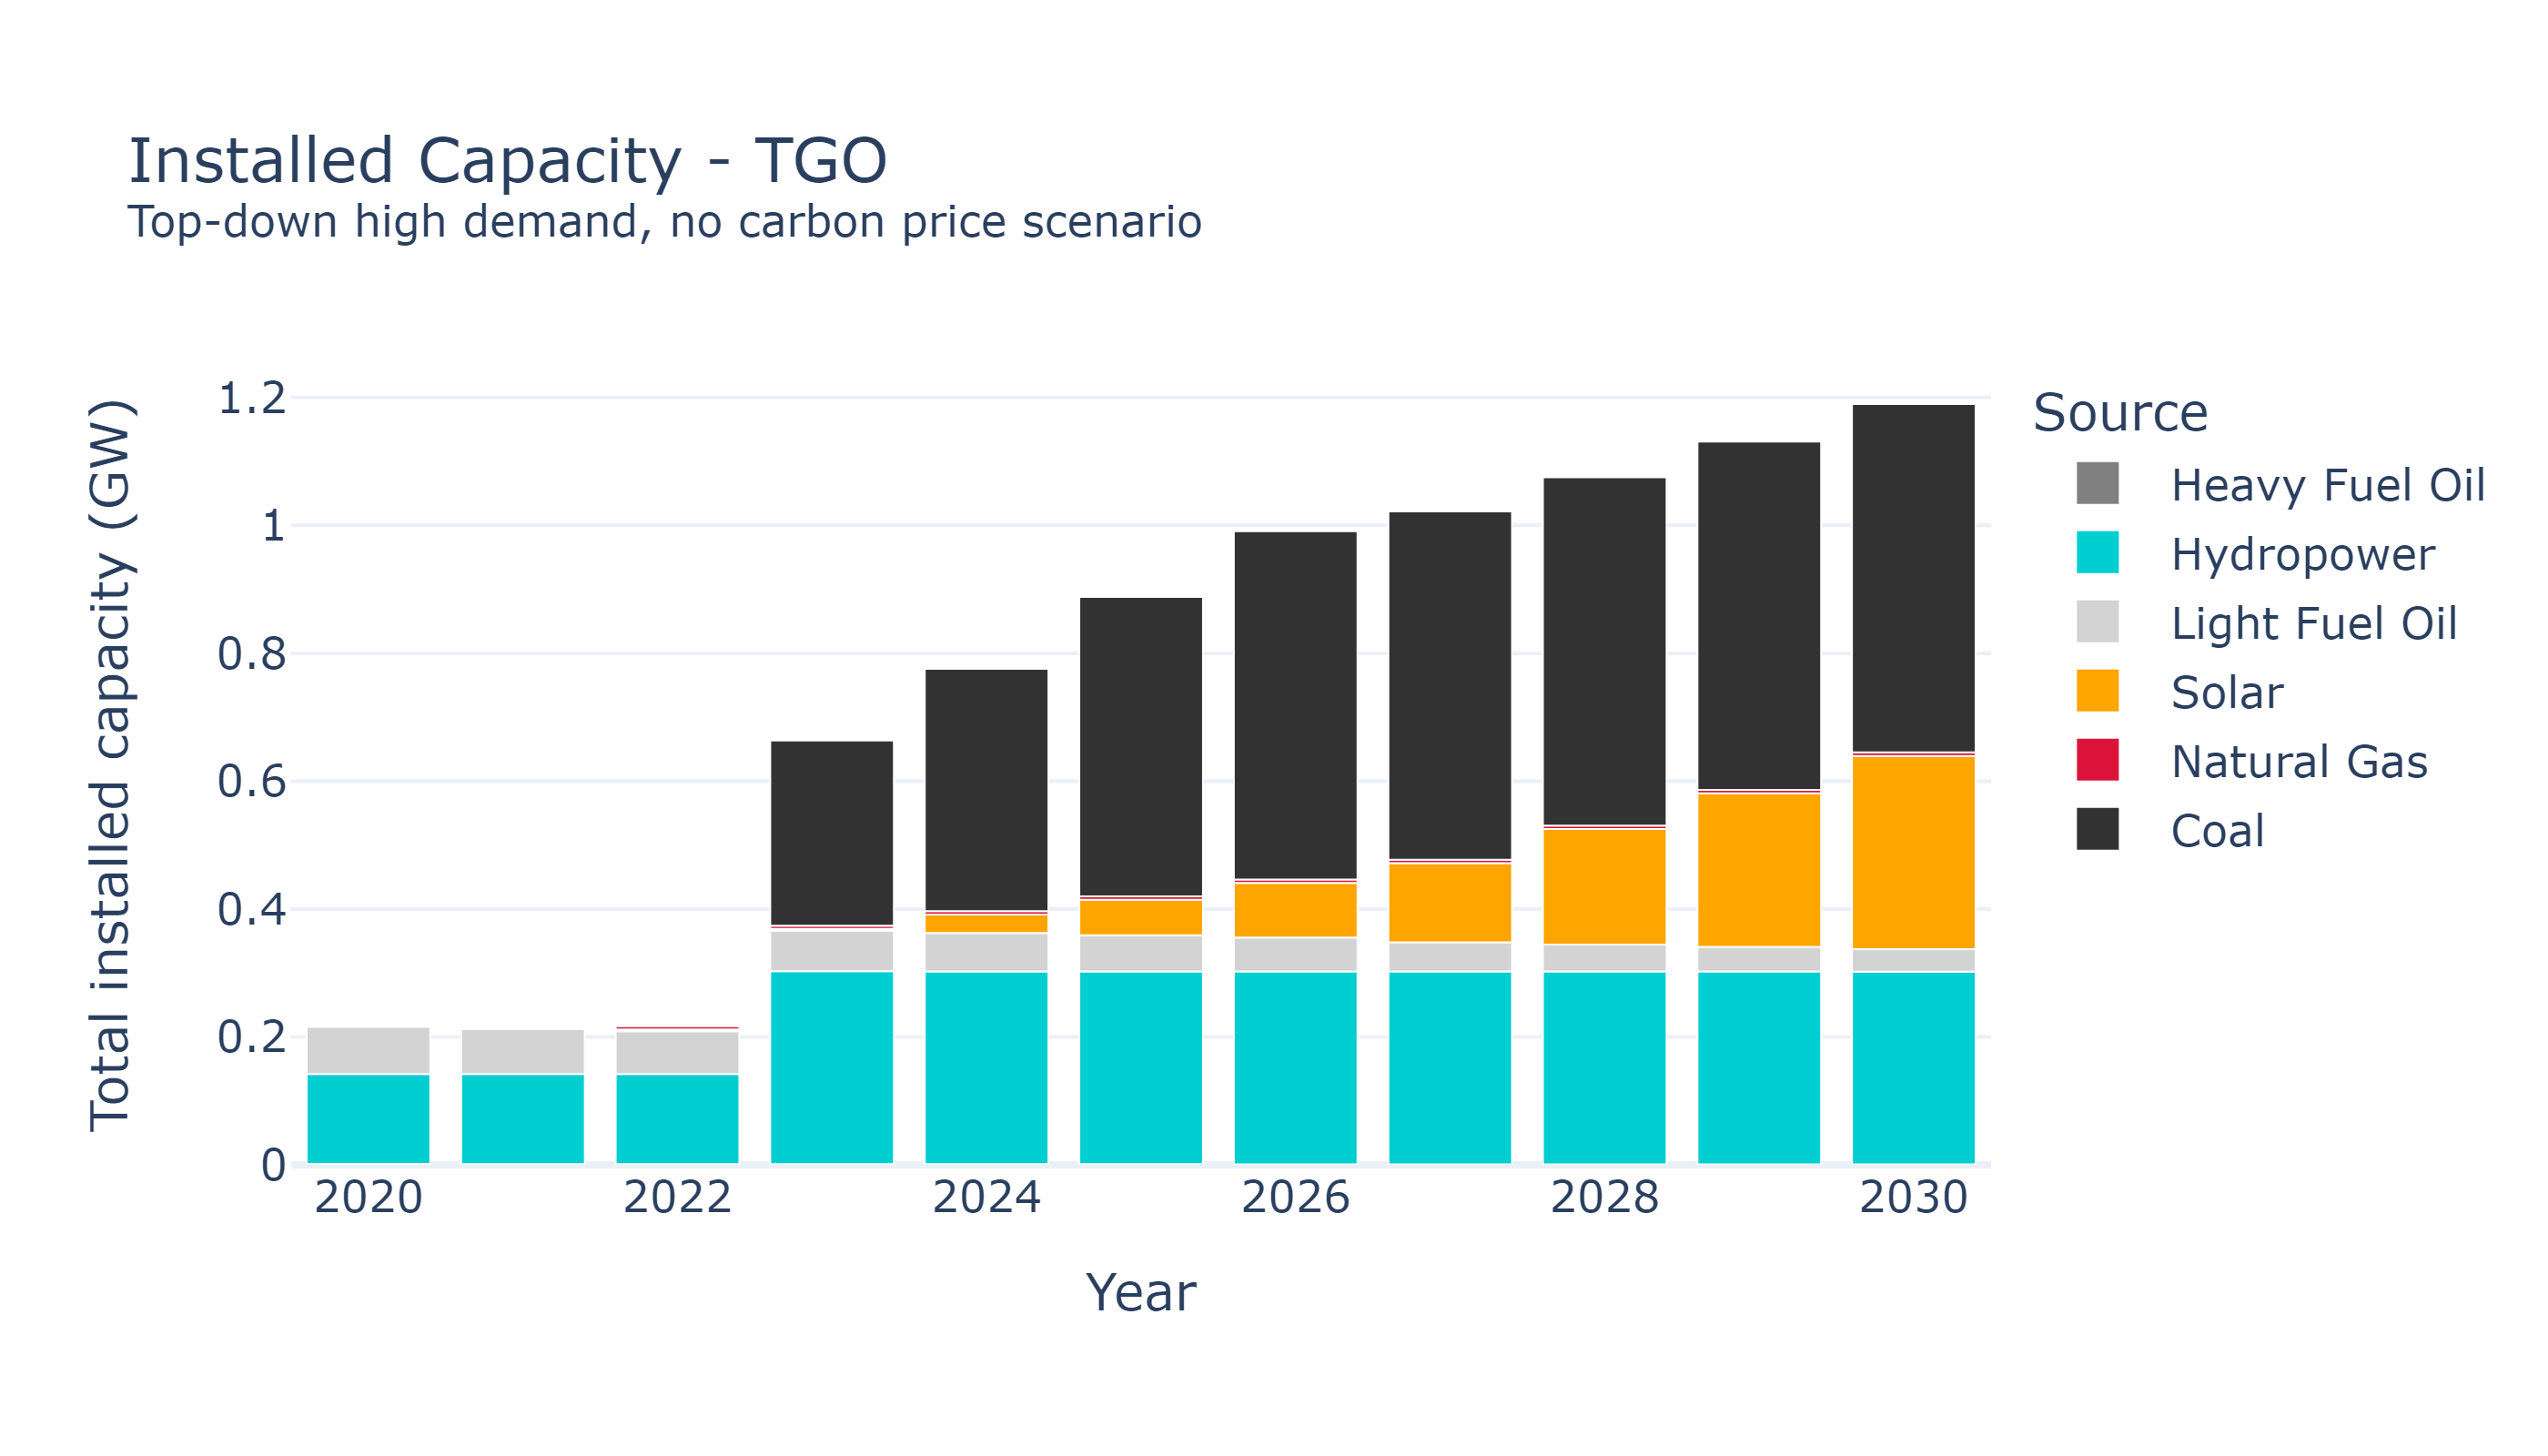 Installed Capacity - TGO
Top-down high demand, no carbon price scenario
Total installed capacity (GW)
1.2
1
0.8
0.6
0.4
0.2
0
2020
2022
2024
2026
2028
2030
Year
Source
Heavy Fuel Oil
Hydropower
Light Fuel Oil
Solar
Natural Gas
Coal